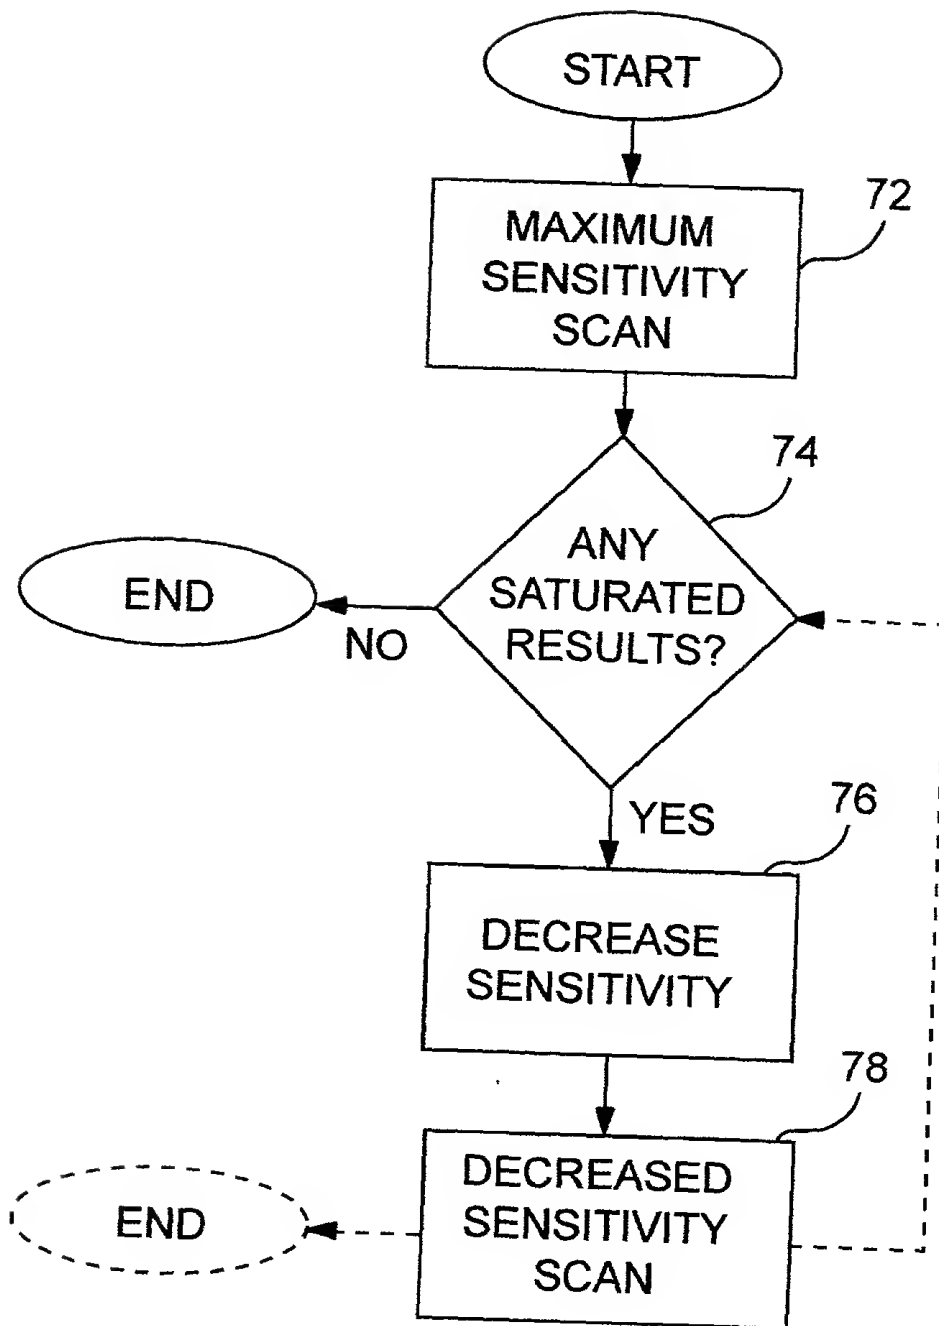 START
72
MAXIMUM
SENSITIVITY
SCAN
74
ANY
SATURATED
RESULTS?
END
NO
YES
76
DECREASE
SENSITIVITY
78
DECREASED
SENSITIVITY
SCAN
END